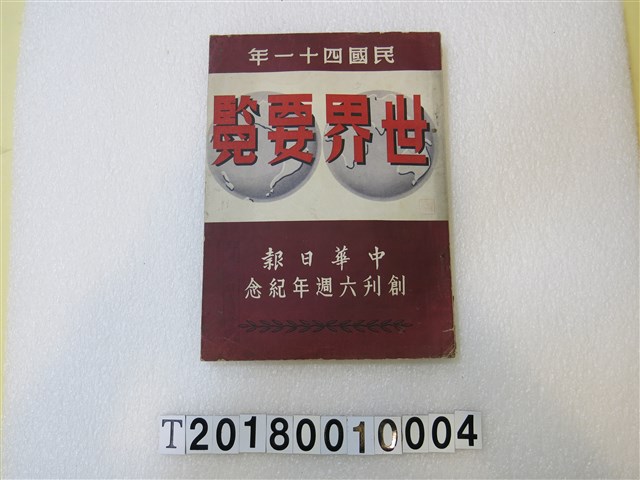 民國四十一年
世界要覽
中華日報
創刊六週年紀念
T20180010004